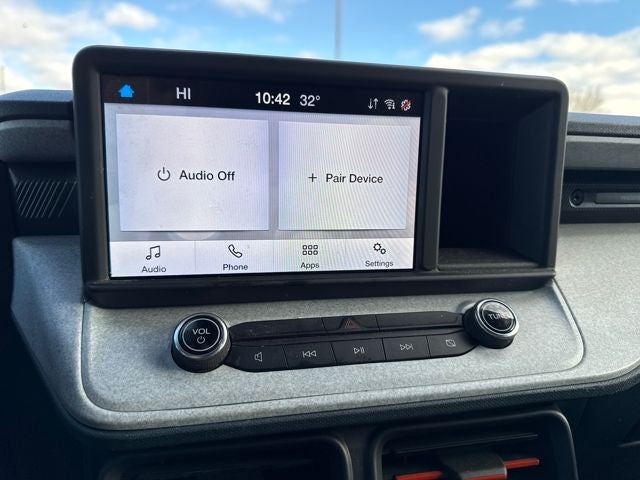 HI 10:42 32°
Audio Off
+ Pair Device
Audio Phone Apps Settings
VOL
TUNE